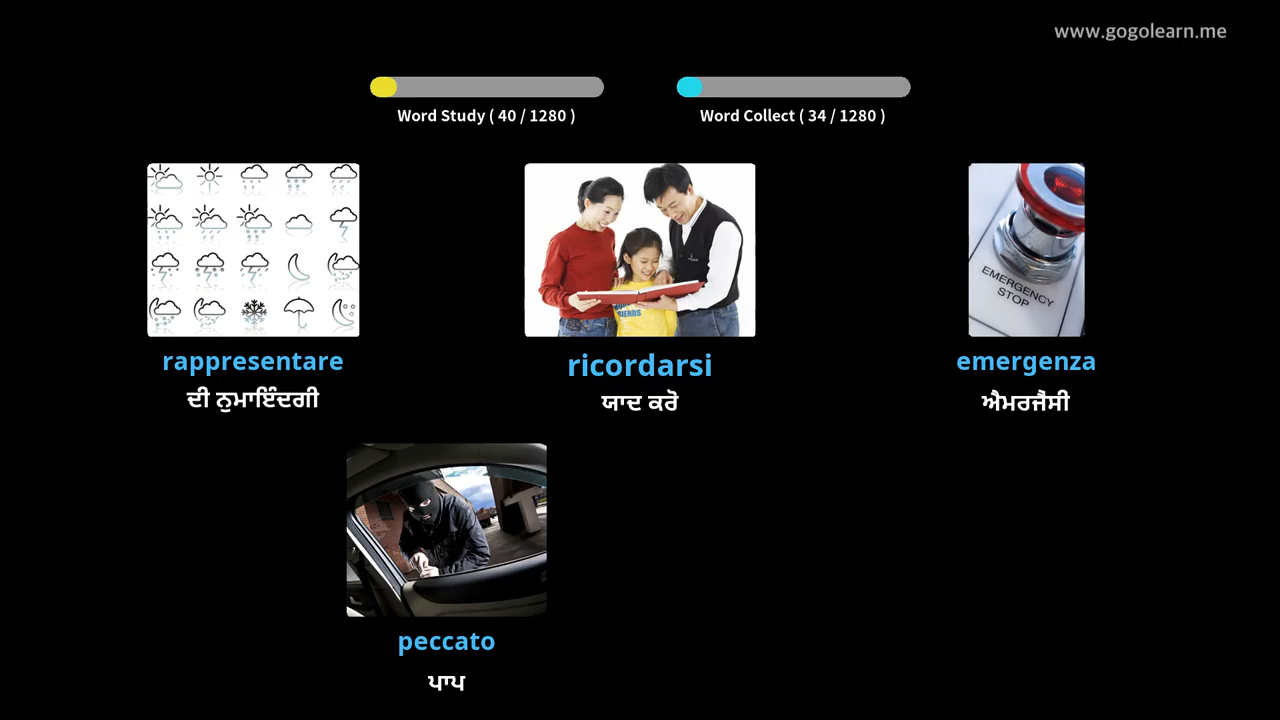 www.gogolearn.me
Word Study ( 40 / 1280 )
Word Collect ( 34 / 1280 )
EMERGENCY
STOP
FRIENDS
rappresentare
ricordarsi
emergenza
ਦੀ ਨੁਮਾਇੰਦਗੀ
ਯਾਦ ਕਰੋ
ਐਮਰਜੈਂਸੀ
peccato
ਪਾਪ